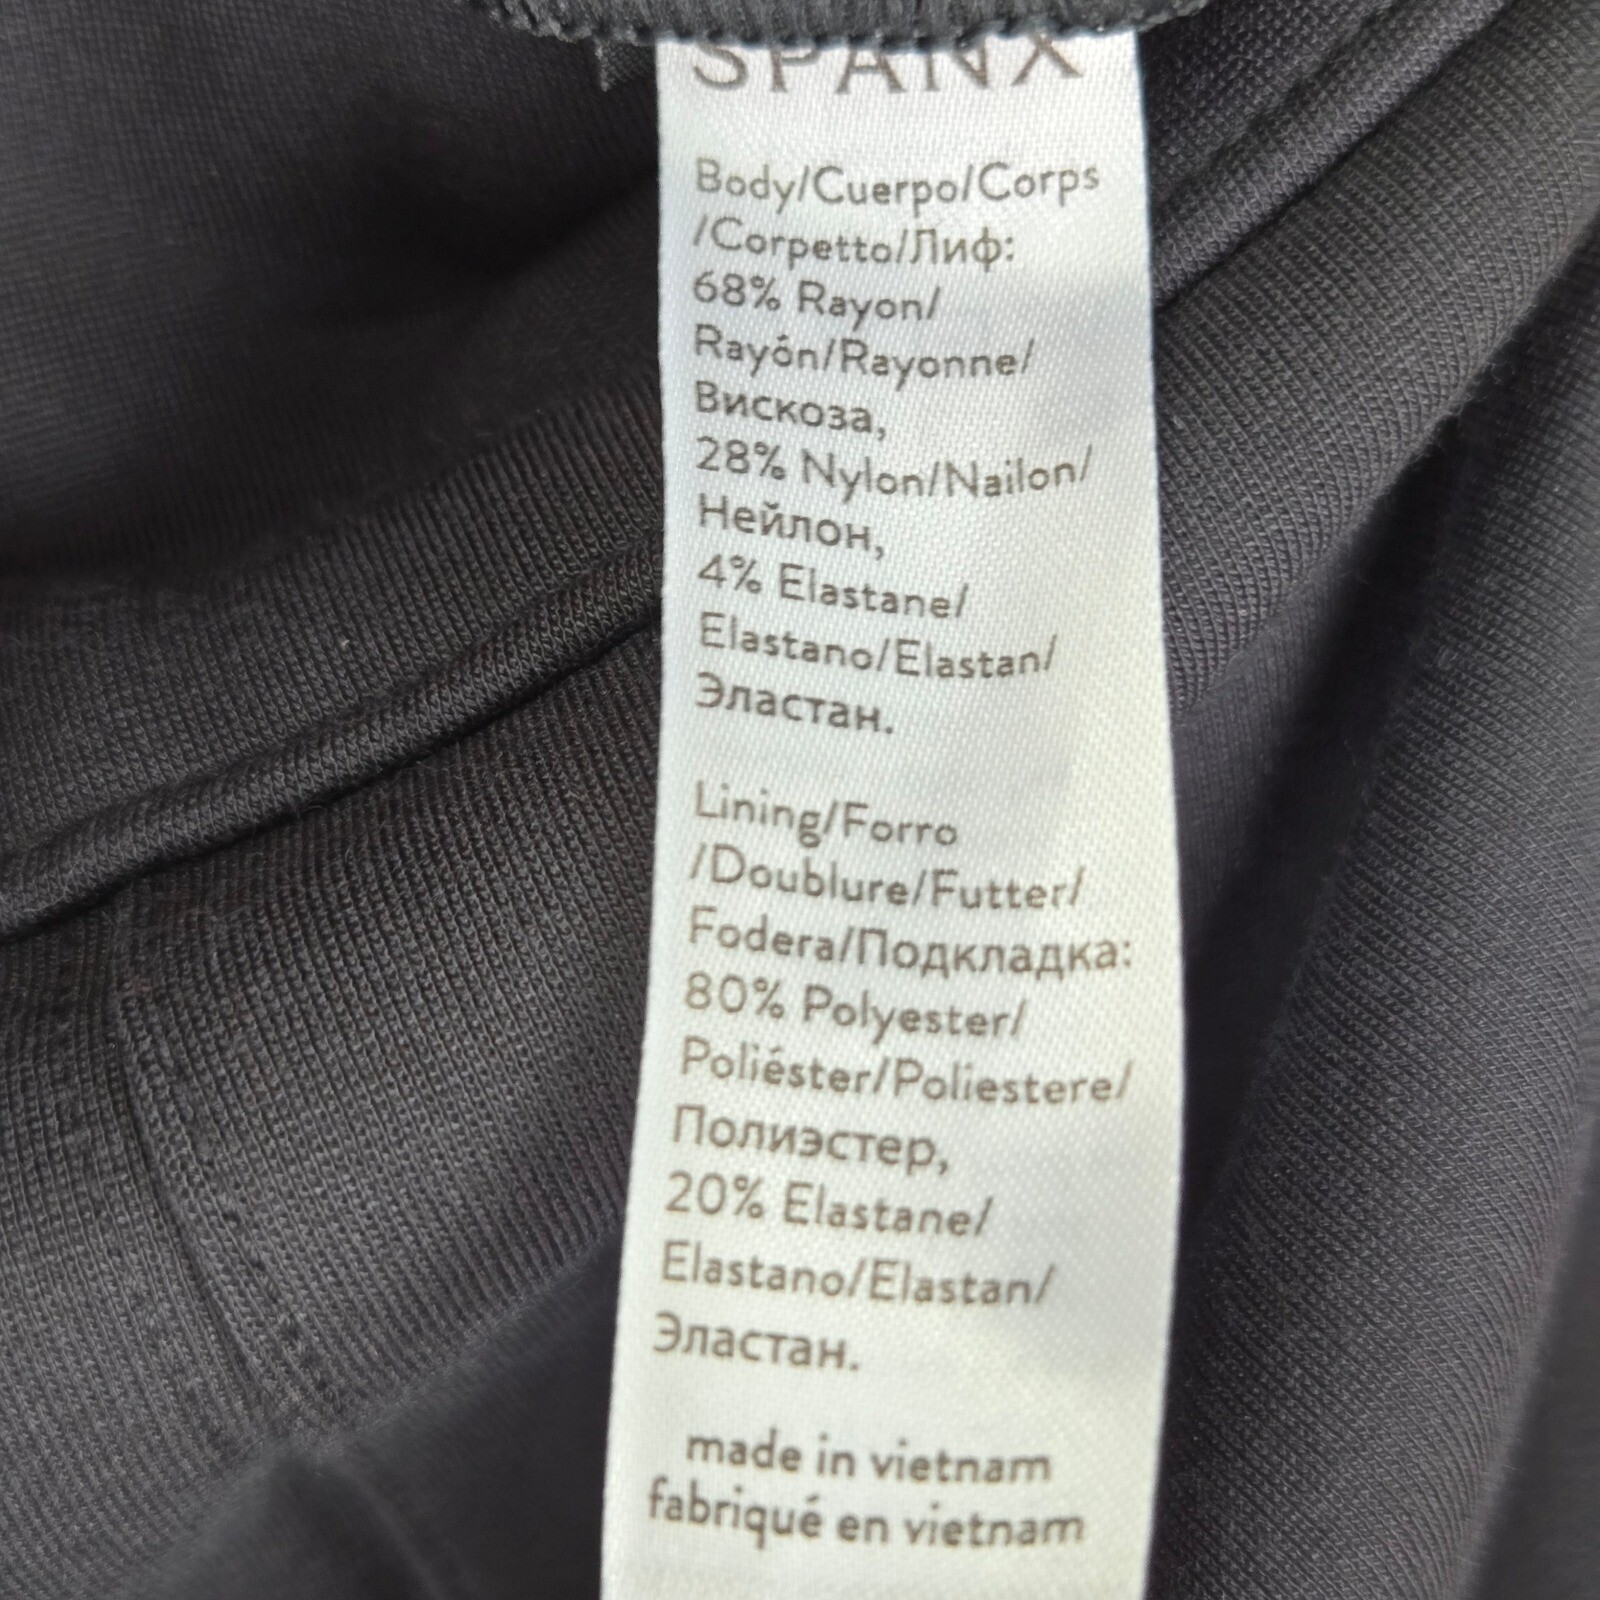 SPANX
Body/Cuerpo/Corps
/Corpetto/Лиф:
68% Rayon/
Rayón/Rayonne/
Вискоза,
28% Nylon/Nailon/
Нейлон,
4% Elastane/
Elastano/Elastan/
Эластан.
Lining/Forro
/Doublure/Futter/
Fodera/Подкладка:
80% Polyester/
Poliéster/Poliestere/
Полиэстер,
20% Elastane/
Elastano/Elastan/
Эластан.
made in vietnam
fabriqué en vietnam